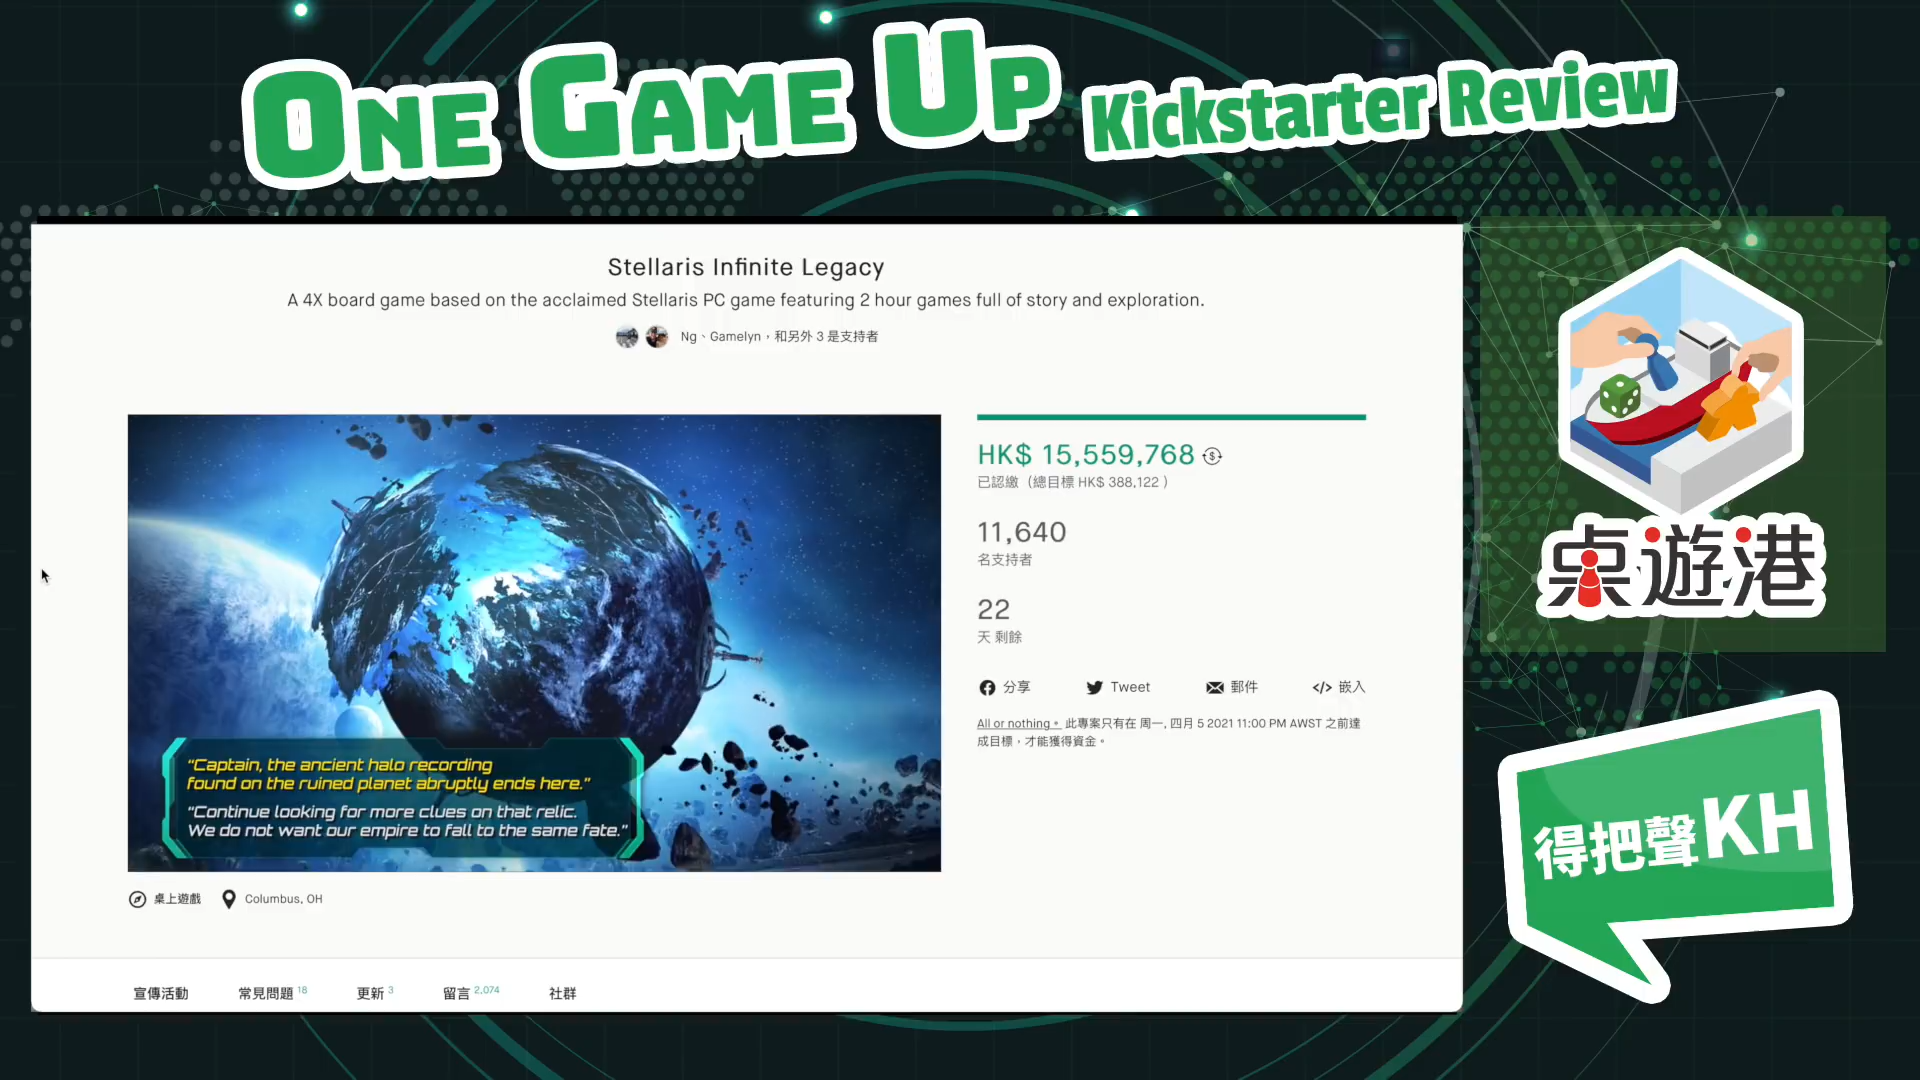 ONE GAME UP Kickstarter Review
Stellaris Infinite Legacy
A 4X board game based on the acclaimed Stellaris PC game featuring 2 hour games full of story and exploration.
Ng、Gamelyn，和另外 3 是支持者
HK$ 15,559,768
已認繳（總目標 HK$ 388,122 ）
11,640
名支持者
22
天 剩餘
分享 Tweet 郵件 嵌入
All or nothing。 此專案只有在 周一, 四月 5 2021 11:00 PM AWST 之前達
成目標，才能獲得資金。
“Captain, the ancient halo recording
found on the ruined planet abruptly ends here.”
“Continue looking for more clues on that relic.
We do not want our empire to fall to the same fate.”
桌上遊戲 Columbus, OH
宣傳活動 常見問題 18 更新 3 留言 2,074 社群
桌遊港
得把聲KH